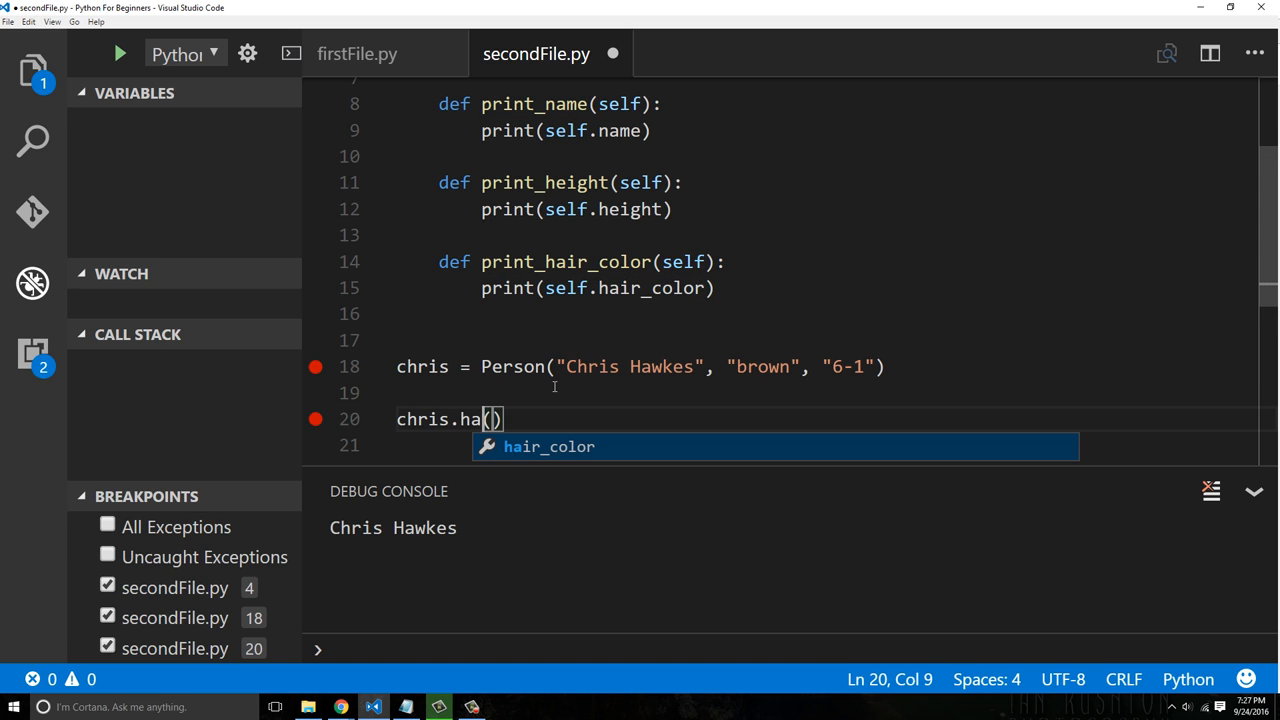 ● secondFile.py - Python For Beginners - Visual Studio Code
File Edit View Go Help
Pythor
firstFile.py
secondFile.py
1
2
VARIABLES
WATCH
CALL STACK
BREAKPOINTS
All Exceptions
Uncaught Exceptions
secondFile.py 4
secondFile.py 18
secondFile.py 20
8 def print_name(self):
9 print(self.name)
10
11 def print_height(self):
12 print(self.height)
13
14 def print_hair_color(self):
15 print(self.hair_color)
16
17
18 chris = Person("Chris Hawkes", "brown", "6-1")
19
20 chris.ha()
hair_color
21
DEBUG CONSOLE
Chris Hawkes
0 0
Ln 20, Col 9 Spaces: 4 UTF-8 CRLF Python
I'm Cortana. Ask me anything.
7:27 PM
9/24/2016